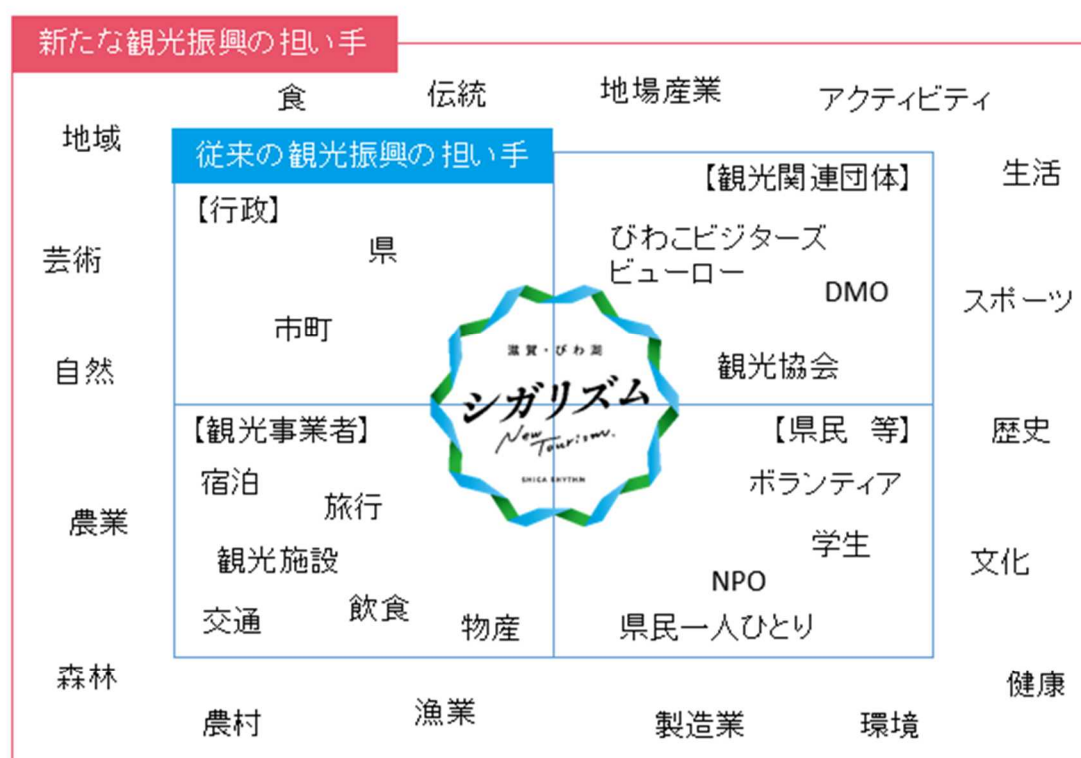 新たな観光振興の担い手
食
伝統
地場産業
アクティビティ
地域
生活
芸術
スポーツ
自然
歴史
農業
文化
森林
健康
農村
漁業
製造業
環境
従来の観光振興の担い手
【行政】
県
市町
【観光関連団体】
びわこビジターズ
ビューロー
DMO
観光協会
滋賀・びわ湖
シガリズム
New
Tourism.
SHIGA RHYTHM
【観光事業者】
宿泊
旅行
観光施設
交通
飲食
物産
【県民　等】
ボランティア
学生
NPO
県民一人ひとり